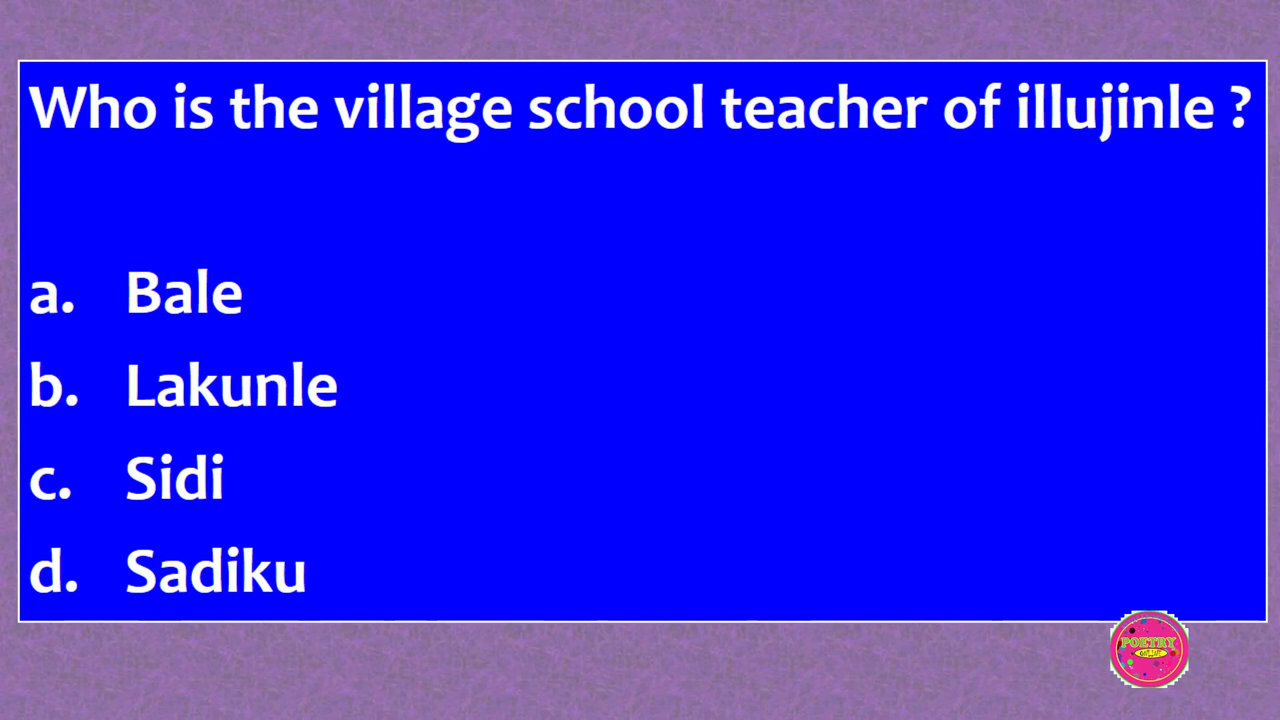 Who is the village school teacher of illujinle ?
a. Bale
b. Lakunle
c. Sidi
d. Sadiku
POETRY